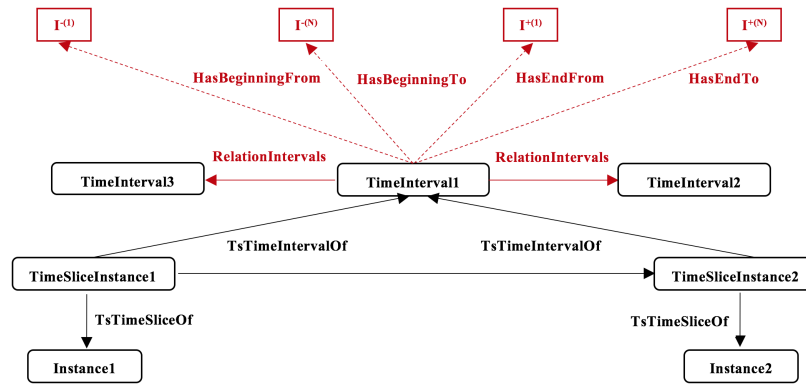 I-(1) I-(N) I+(1) I+(N)
HasBeginningFrom HasBeginningTo HasEndFrom HasEndTo
RelationIntervals RelationIntervals
TimeInterval3 TimeInterval1 TimeInterval2
TsTimeIntervalOf TsTimeIntervalOf
TimeSliceInstance1 TimeSliceInstance2
TsTimeSliceOf TsTimeSliceOf
Instance1 Instance2